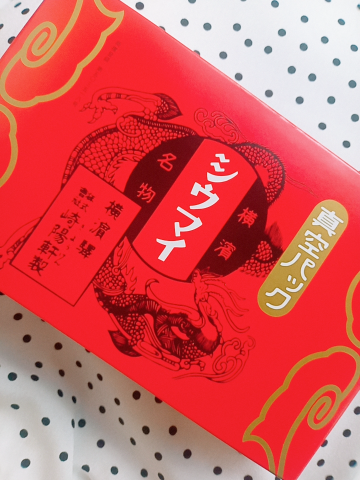 真空パック
横濱
シウマイ
名物
横濱驛
崎陽軒製